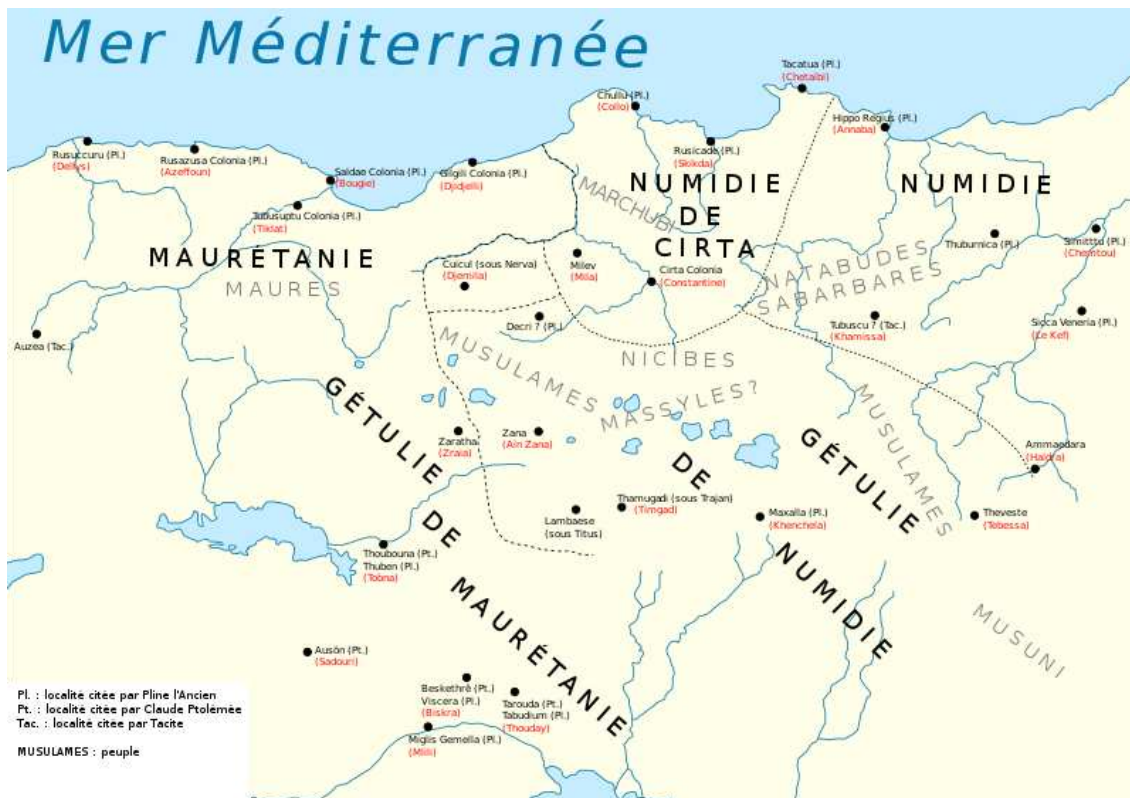 Mer Méditerranée
Tacatua (Pl.)
(Chetaïbi)
Chullu (Pl.)
(Collo)
Hippo Regius (Pl.)
(Annaba)
Rusuccuru (Pl.)
(Dellys)
Rusazusa Colonia (Pl.)
(Azeffoun)
Saldae Colonia (Pl.)
(Bougie)
Gilgili Colonia (Pl.)
(Djidjelli)
Rusicade (Pl.)
(Skikda)
NUMIDIE
DE
CIRTA
NUMIDIE
MARCHUBI
Tubusuptu Colonia (Pl.)
(Tiklat)
MAURÉTANIE
MAURES
Cuicul (sous Nerva)
(Djemila)
Milev
(Mila)
Cirta Colonia
(Constantine)
Thuburnica (Pl.)
Simitttu (Pl.)
(Chemtou)
NATABUDES
SABARBARES
Auzea (Tac.)
Decri ? (Pl.)
Tubuscu ? (Tac.)
(Khamissa)
Sicca Veneria (Pl.)
(Le Kef)
MUSULAMES
NICIBES
MASSYLES?
MUSULAMES
GÉTULIE
DE
MAURÉTANIE
GÉTULIE
DE
NUMIDIE
Zaratha
(Zraia)
Zana
(Aïn Zana)
Ammaedara
(Haïdra)
Lambaese
(sous Titus)
Thamugadi (sous Trajan)
(Timgad)
Maxalla (Pl.)
(Khenchela)
Theveste
(Tebessa)
Thoubouna (Pt.)
Thuben (Pl.)
(Tobna)
MUSUNI
Ausón (Pt.)
(Sadouri)
Beskethrê (Pt.)
Viscera (Pl.)
(Biskra)
Tarouda (Pt.)
Tabudium (Pl.)
(Thouday)
Miglis Gemella (Pl.)
(Mlili)
Pl. : localité citée par Pline l'Ancien
Pt. : localité citée par Claude Ptolémée
Tac. : localité citée par Tacite
MUSULAMES : peuple